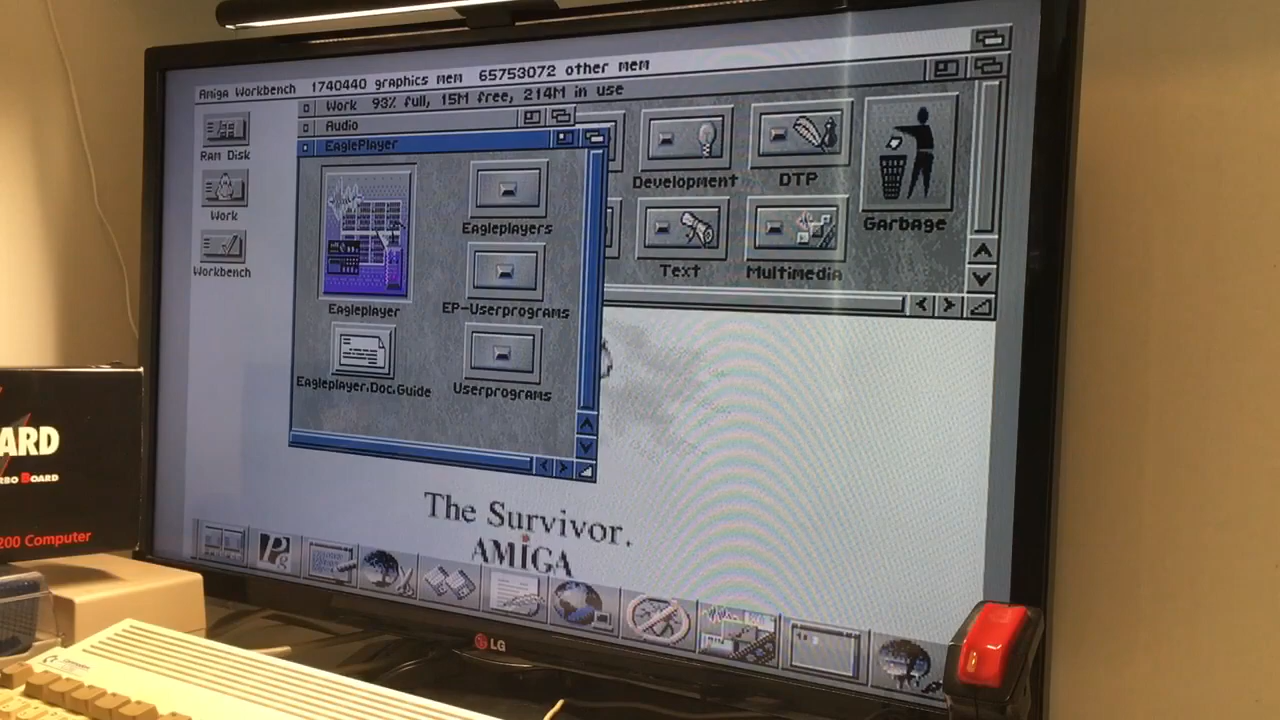 Amiga Workbench 1740440 graphics mem 65753072 other mem
Work 93% full, 15M free, 214M in use
Audio
EaglePlayer
RAM Disk
Work
Workbench
Eagleplayer
Eagleplayer.Doc.Guide
Eagleplayers
EP-Userprograms
Userprograms
Development
DTP
Garbage
Text
Multimedia
The Survivor.
AMiGA
LG
ARD
RBO BOARD
200 Computer